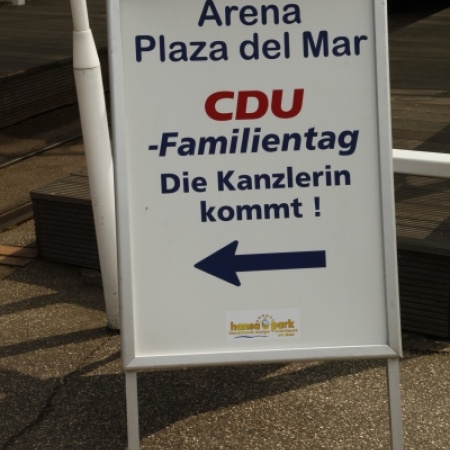 Arena
Plaza del Mar
CDU
-Familientag
Die Kanzlerin
kommt !
hansa park